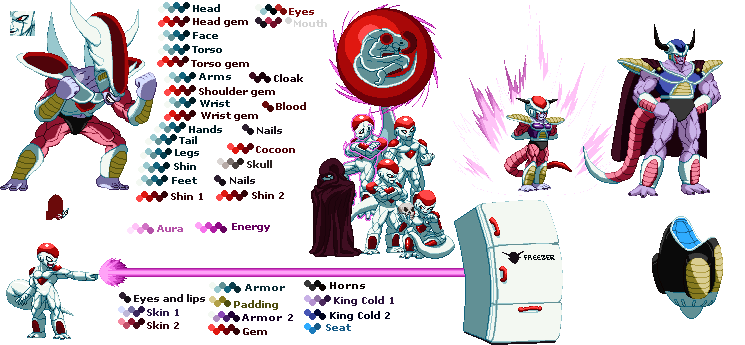 Head
Eyes
Head gem
Mouth
Face
Torso
Torso gem
Arms
Cloak
Shoulder gem
Wrist
Blood
Wrist gem
Hands
Nails
Tail
Legs
Cocoon
Shin
Skull
Feet
Nails
Shin 1
Shin 2
Aura
Energy
FREEZER
Eyes and lips
Skin 1
Skin 2
Armor
Padding
Armor 2
Gem
Horns
King Cold 1
King Cold 2
Seat